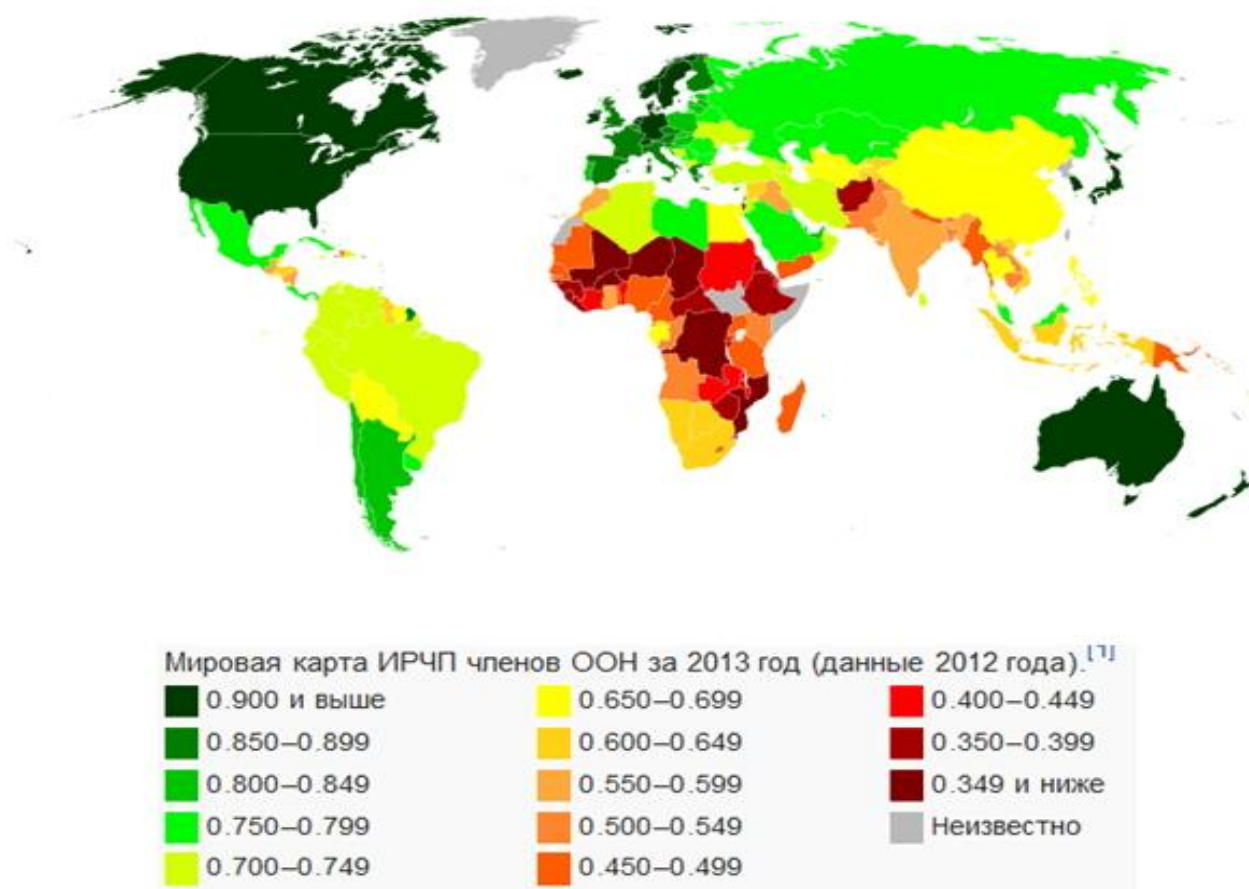 Мировая карта ИРЧП членов ООН за 2013 год (данные 2012 года).[1]
0.900 и выше
0.850–0.899
0.800–0.849
0.750–0.799
0.700–0.749
0.650–0.699
0.600–0.649
0.550–0.599
0.500–0.549
0.450–0.499
0.400–0.449
0.350–0.399
0.349 и ниже
Неизвестно